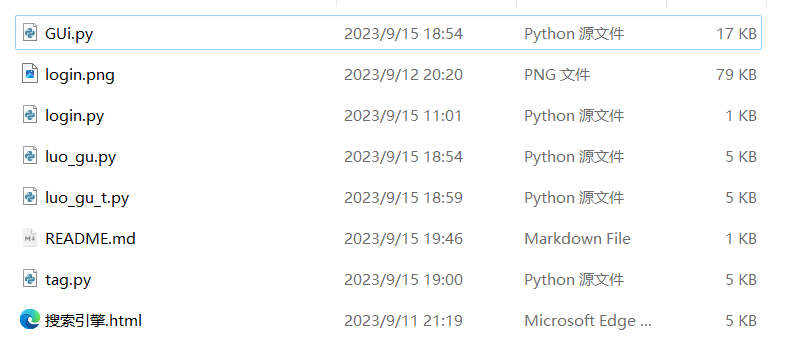 GUi.py 2023/9/15 18:54 Python 源文件 17 KB
login.png 2023/9/12 20:20 PNG 文件 79 KB
login.py 2023/9/15 11:01 Python 源文件 1 KB
luo_gu.py 2023/9/15 18:54 Python 源文件 5 KB
luo_gu_t.py 2023/9/15 18:59 Python 源文件 5 KB
README.md 2023/9/15 19:46 Markdown File 1 KB
tag.py 2023/9/15 19:00 Python 源文件 5 KB
搜索引擎.html 2023/9/11 21:19 Microsoft Edge ... 5 KB